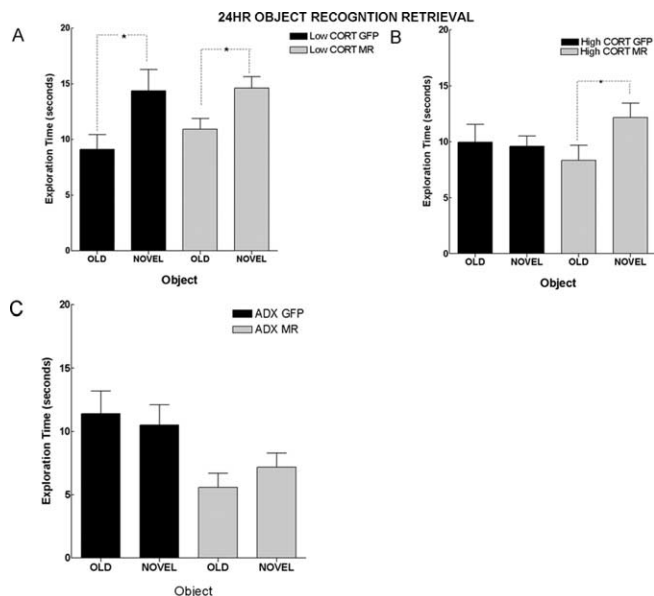 24HR OBJECT RECOGNTION RETRIEVAL
A
Low CORT GFP
Low CORT MR
*
*
Exploration Time (seconds)
20
15
10
5
0
OLD
NOVEL
OLD
NOVEL
Object
B
High CORT GFP
High CORT MR
*
Exploration Time (seconds)
20
15
10
5
0
OLD
NOVEL
OLD
NOVEL
Object
C
ADX GFP
ADX MR
Exploration Time (seconds)
20
15
10
5
0
OLD
NOVEL
OLD
NOVEL
Object